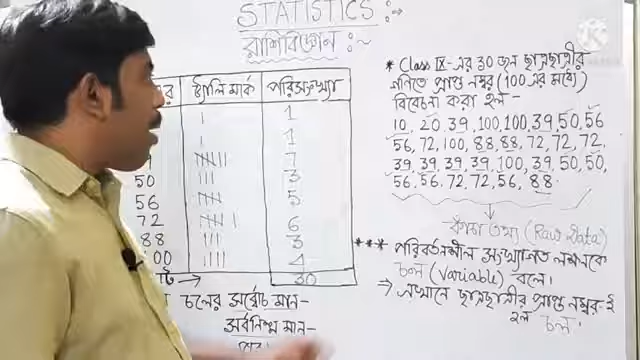 STATISTICS :→
রাশিবিজ্ঞান :~
র ট্যালি মার্ক পরিসংখ্যা
। 1
। 1
9 7
50 ||| 3
56 5
72 6
88 ||| 3
00 |||| 4
ট → 30
চলের সর্বোচ্চ মান-
সর্বনিম্ন মান-
* Class IX-এর 30 জন ছাত্রছাত্রীর
গণিতে প্রাপ্ত নম্বর (100 এর মধ্যে)
বিবেচনা করা হল -
10, 20, 39, 100, 100, 39, 50, 56
56, 72, 100, 88, 88, 72, 72, 72,
39, 39, 39, 39, 100, 39, 50, 50,
56, 56, 72, 72, 56, 88.
কাঁচা তথ্য (Raw Data)
*** পরিবর্তনশীল সংখ্যাগত লক্ষণকে
চল (Variable) বলে।
⇒ এখানে ছাত্রছাত্রীর প্রাপ্ত নম্বর-ই
হল চল।